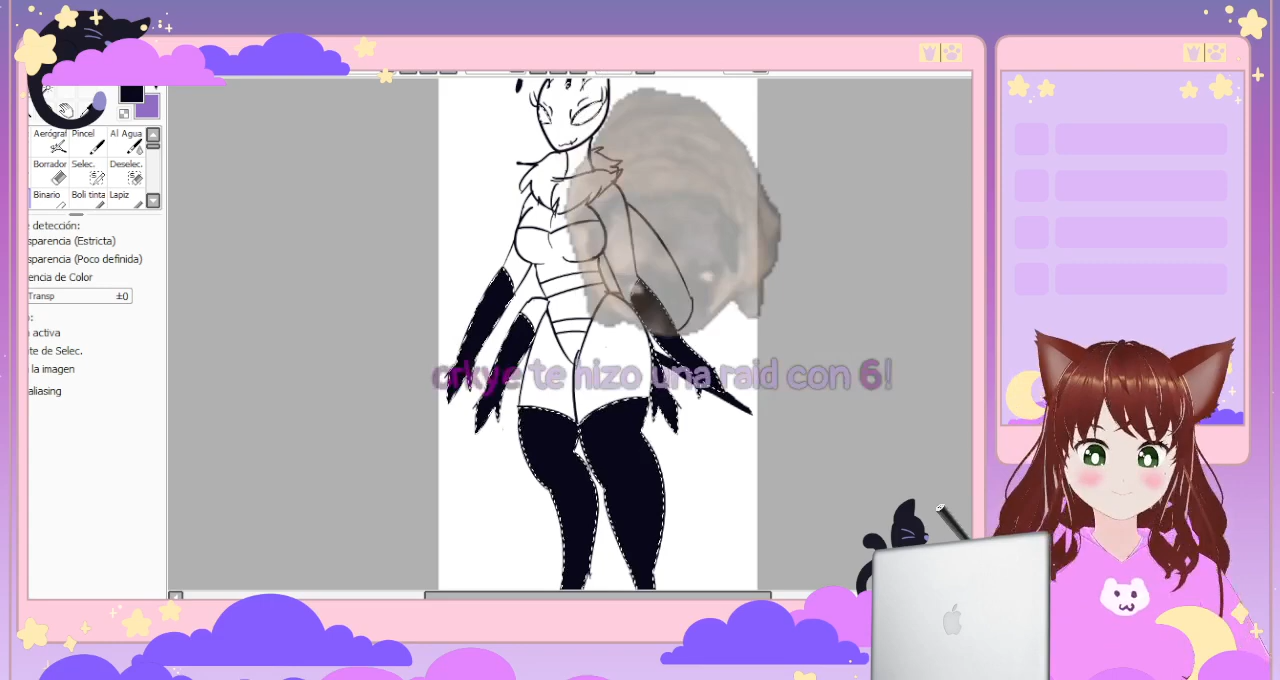 Aerógraf Pincel Al Agua
Borrador Selec. Deselec.
Binario Boli tinta Lapiz
e detección:
sparencia (Estricta)
sparencia (Poco definida)
encia de Color
Transp ±0
o:
activa
te de Selec.
la imagen
aliasing
orkye te hizo una raid con 6!